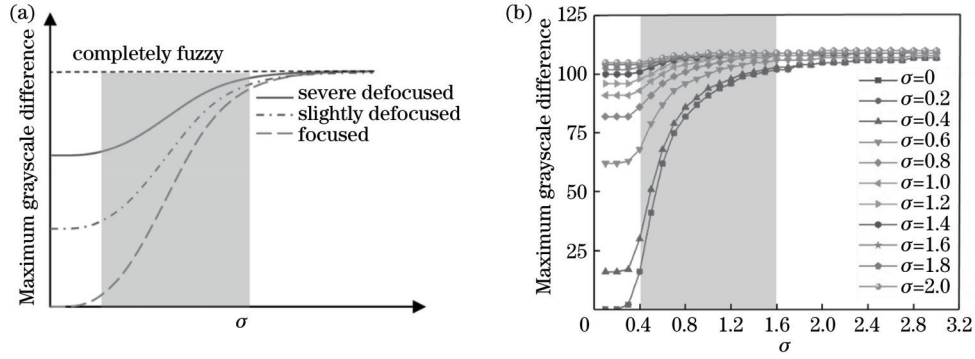 (a)
Maximum grayscale difference
completely fuzzy
severe defocused
slightly defocused
focused
σ
(b)
Maximum grayscale difference
125
100
75
50
25
0
0.4
0.8
1.2
1.6
2.0
2.4
2.8
3.2
σ
σ=0
σ=0.2
σ=0.4
σ=0.6
σ=0.8
σ=1.0
σ=1.2
σ=1.4
σ=1.6
σ=1.8
σ=2.0